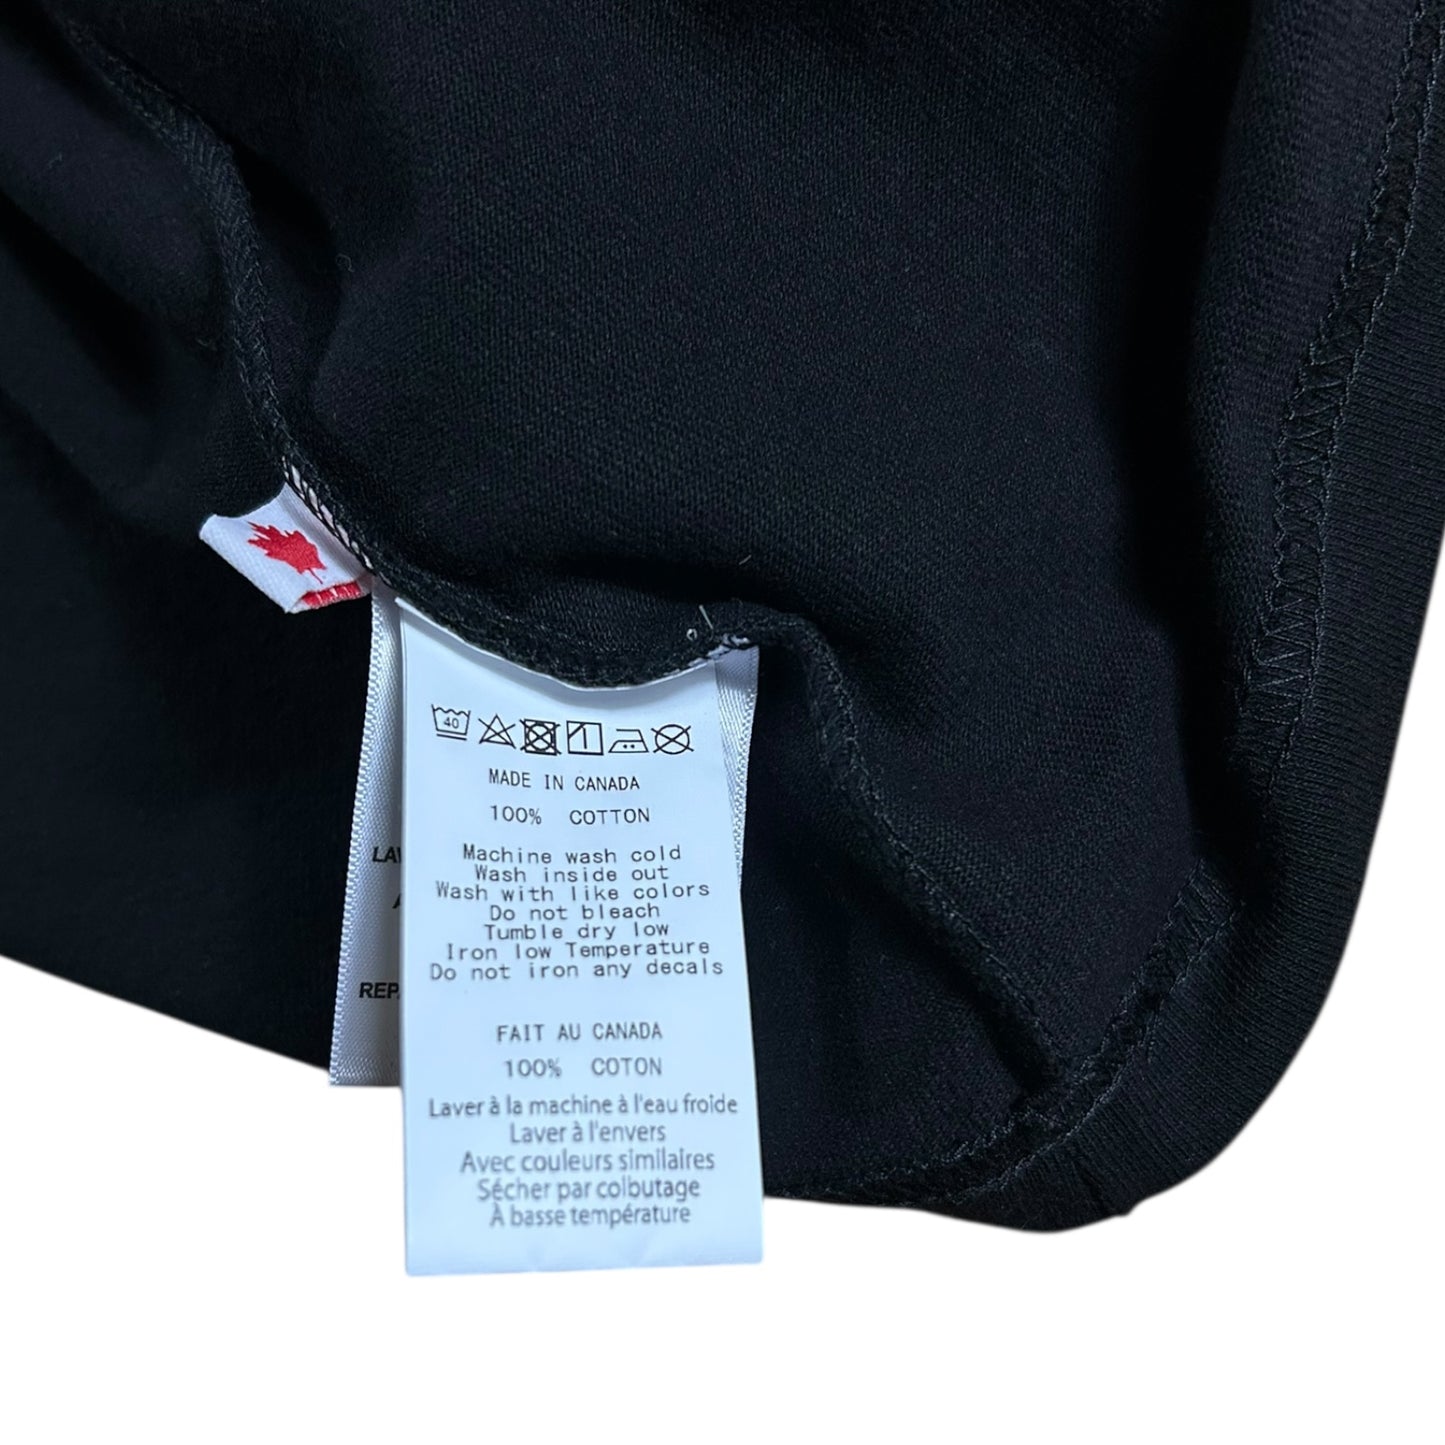 40
MADE IN CANADA
100% COTTON
Machine wash cold
Wash inside out
Wash with like colors
Do not bleach
Tumble dry low
Iron low Temperature
Do not iron any decals
FAIT AU CANADA
100% COTON
Laver à la machine à l'eau froide
Laver à l'envers
Avec couleurs similaires
Sécher par colbutage
À basse température